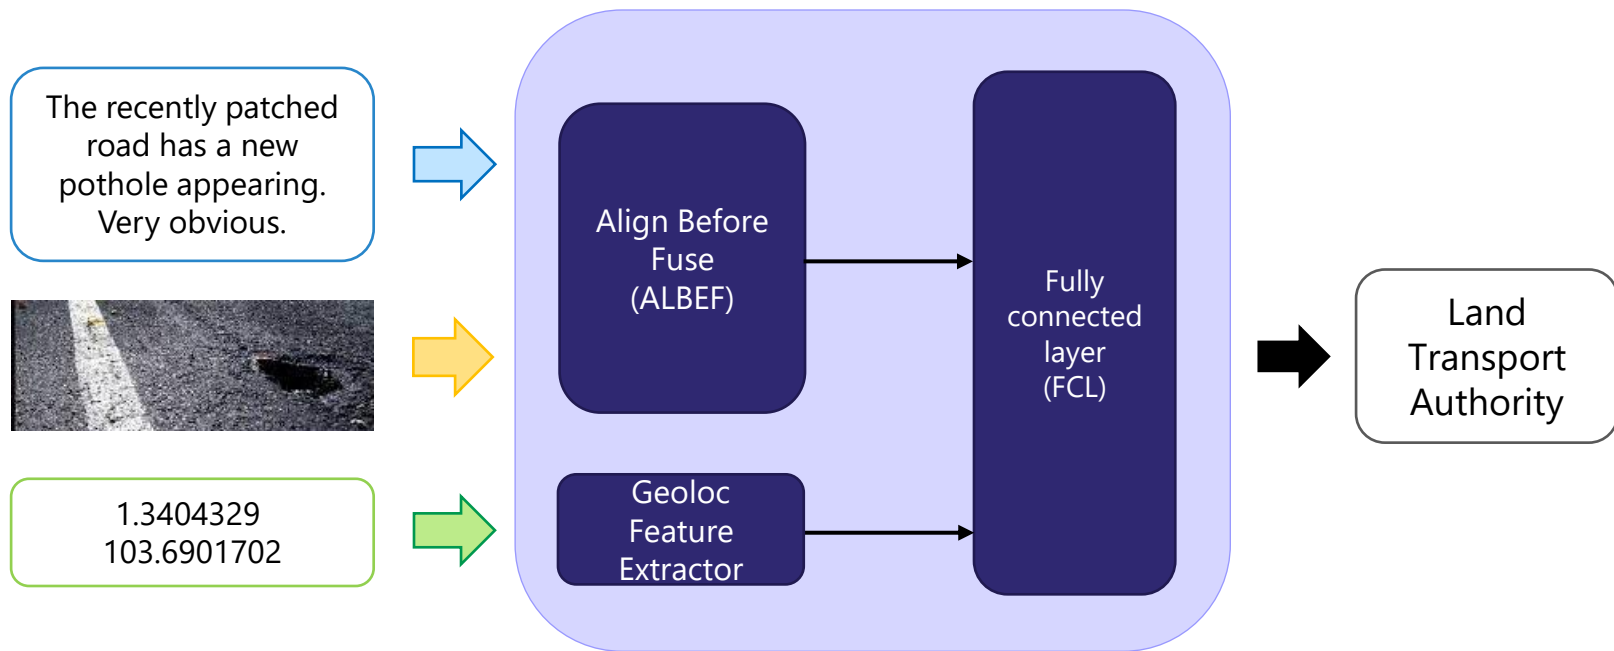 The recently patched
road has a new
pothole appearing.
Very obvious.
1.3404329
103.6901702
Align Before
Fuse
(ALBEF)
Geoloc
Feature
Extractor
Fully
connected
layer
(FCL)
Land
Transport
Authority